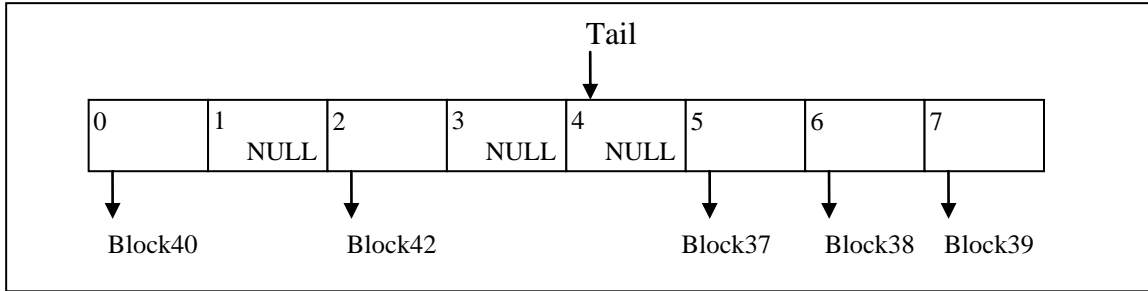 Tail
0 1 2 3 4 5 6 7
NULL NULL NULL
Block40 Block42 Block37 Block38 Block39